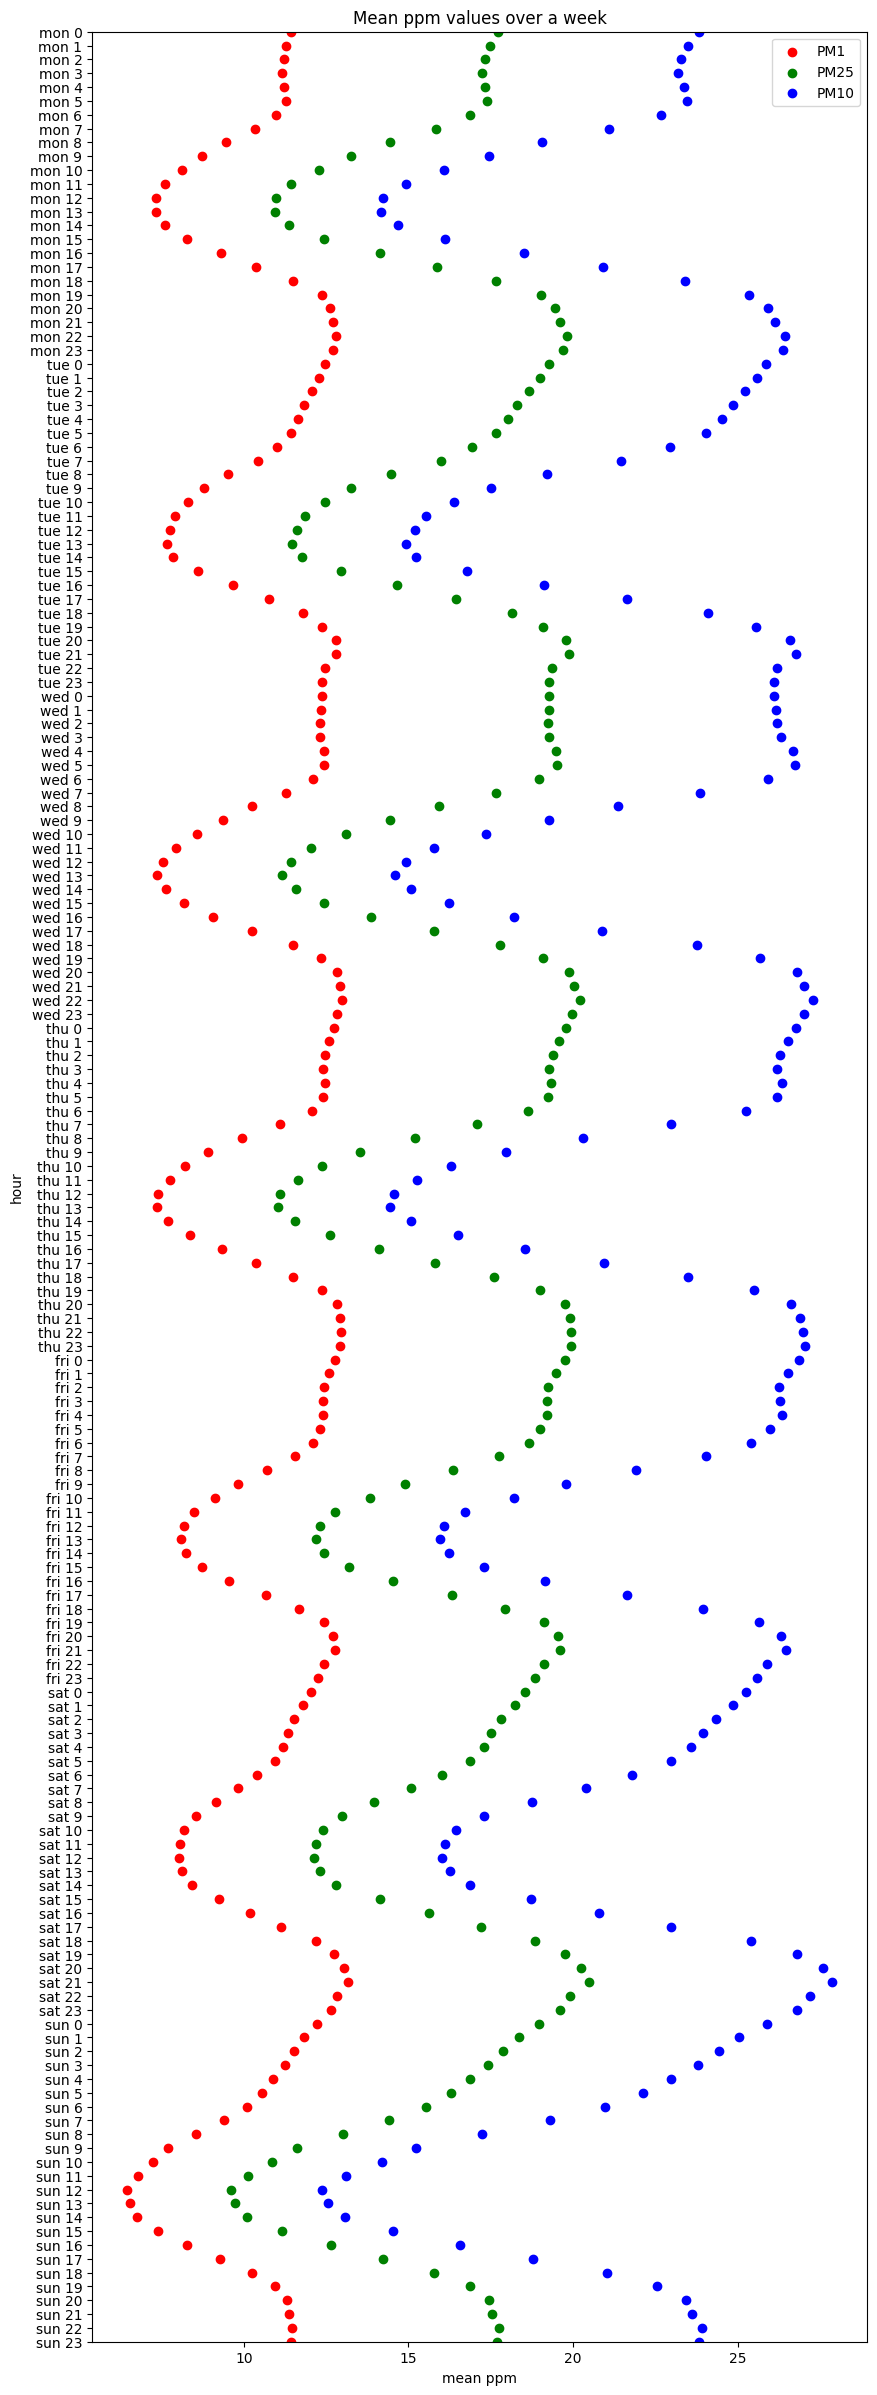 Mean ppm values over a week
PM1
PM25
PM10
mon 0
mon 1
mon 2
mon 3
mon 4
mon 5
mon 6
mon 7
mon 8
mon 9
mon 10
mon 11
mon 12
mon 13
mon 14
mon 15
mon 16
mon 17
mon 18
mon 19
mon 20
mon 21
mon 22
mon 23
tue 0
tue 1
tue 2
tue 3
tue 4
tue 5
tue 6
tue 7
tue 8
tue 9
tue 10
tue 11
tue 12
tue 13
tue 14
tue 15
tue 16
tue 17
tue 18
tue 19
tue 20
tue 21
tue 22
tue 23
wed 0
wed 1
wed 2
wed 3
wed 4
wed 5
wed 6
wed 7
wed 8
wed 9
wed 10
wed 11
wed 12
wed 13
wed 14
wed 15
wed 16
wed 17
wed 18
wed 19
wed 20
wed 21
wed 22
wed 23
thu 0
thu 1
thu 2
thu 3
thu 4
thu 5
thu 6
thu 7
thu 8
thu 9
thu 10
thu 11
thu 12
thu 13
thu 14
thu 15
thu 16
thu 17
thu 18
thu 19
thu 20
thu 21
thu 22
thu 23
fri 0
fri 1
fri 2
fri 3
fri 4
fri 5
fri 6
fri 7
fri 8
fri 9
fri 10
fri 11
fri 12
fri 13
fri 14
fri 15
fri 16
fri 17
fri 18
fri 19
fri 20
fri 21
fri 22
fri 23
sat 0
sat 1
sat 2
sat 3
sat 4
sat 5
sat 6
sat 7
sat 8
sat 9
sat 10
sat 11
sat 12
sat 13
sat 14
sat 15
sat 16
sat 17
sat 18
sat 19
sat 20
sat 21
sat 22
sat 23
sun 0
sun 1
sun 2
sun 3
sun 4
sun 5
sun 6
sun 7
sun 8
sun 9
sun 10
sun 11
sun 12
sun 13
sun 14
sun 15
sun 16
sun 17
sun 18
sun 19
sun 20
sun 21
sun 22
sun 23
hour
10 15 20 25
mean ppm